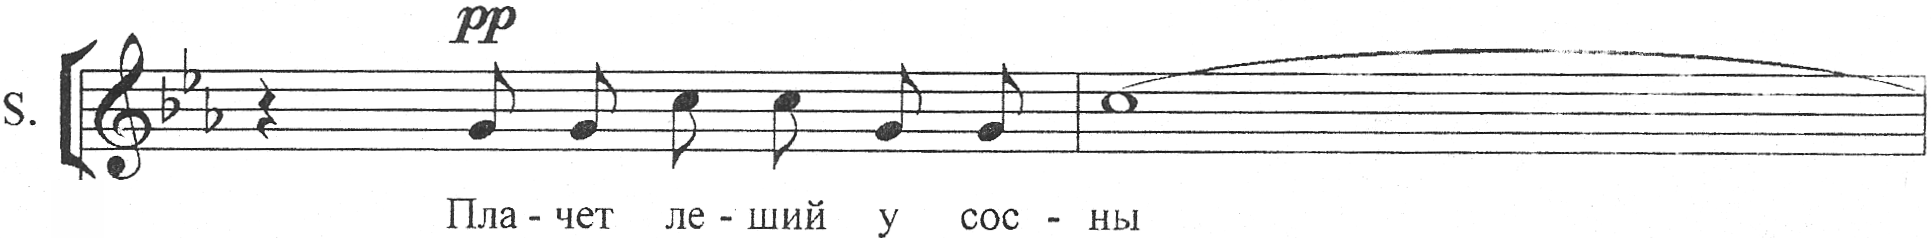 pp
S.
Пла - чет ле - ший у сос - ны